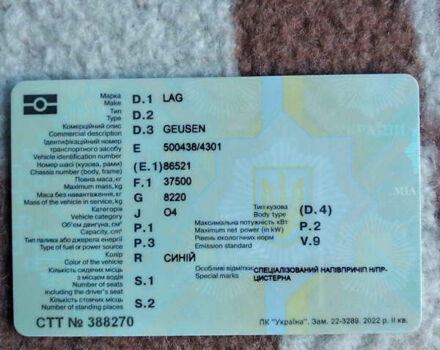 Марка
Make D.1 LAG
Тип
Type D.2
Комерційний опис
Commercial description D.3 GEUSEN
Ідентифікаційний номер
транспортного засобу
Vehicle identification number E 500438/4301
Номер шасі (кузова, рами)
Chassis number (body, frame) (E.1) 86521
Повна маса, кг
Maximum mass, kg F.1 37500
Маса без навантаження, кг
Mass of the vehicle in service, kg G 8220
Категорія
Vehicle category J O4
Тип кузова
Body type (D.4)
Об'єм двигуна, см³
Capacity, cm³ P.1
Максимальна потужність кВт
Maximum net power (in kW) P.2
Тип палива або джерела енергії
Type of fuel or power source P.3
Рівень екологічних норм
Emission standard V.9
Колір
Color of the vehicle R СИНІЙ
Кількість сидячих місць
з місцем водія
Number of seats
including the driver's seat S.1
Особливі відмітки
Special marks СПЕЦІАЛІЗОВАНИЙ НАПІВПРИЧІП Н/ПР-
ЦИСТЕРНА
Кількість стоячих місць
Number of standing places S.2
СТТ № 388270
ПК "Україна". Зам. 22-3289. 2022 р. ІІ кв.